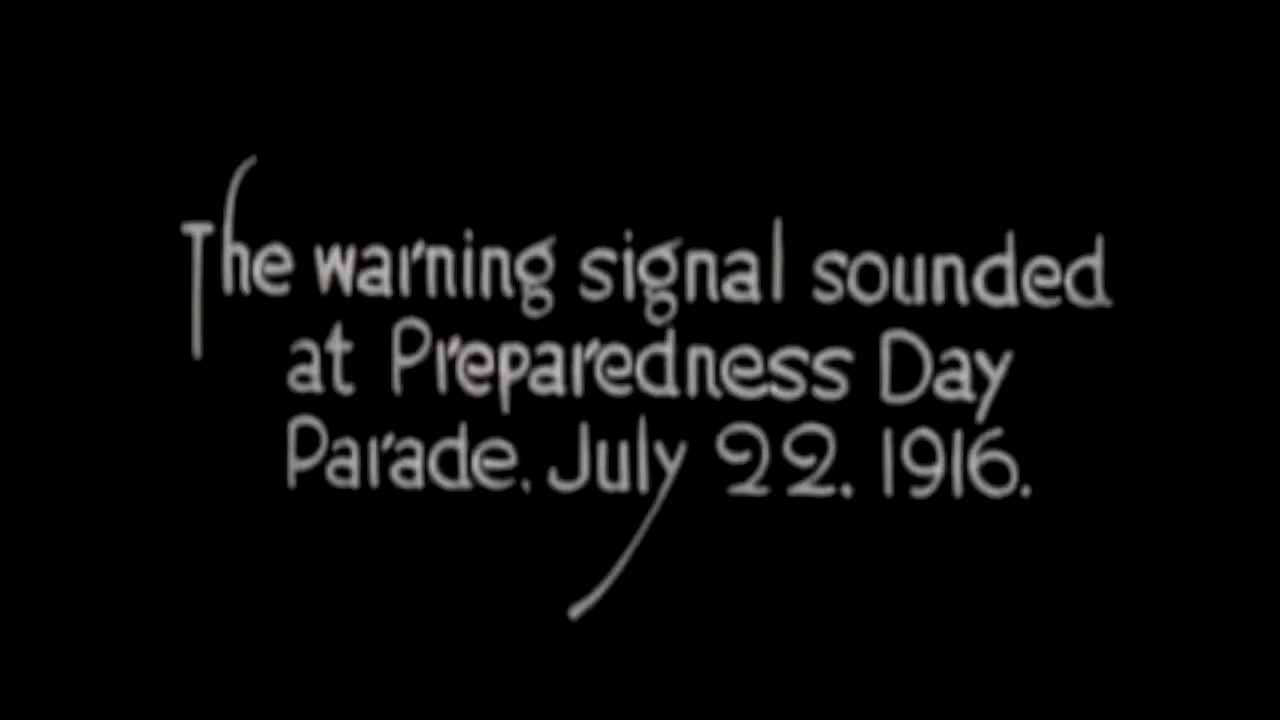 The warning signal sounded
at Preparedness Day
Parade. July 22. 1916.